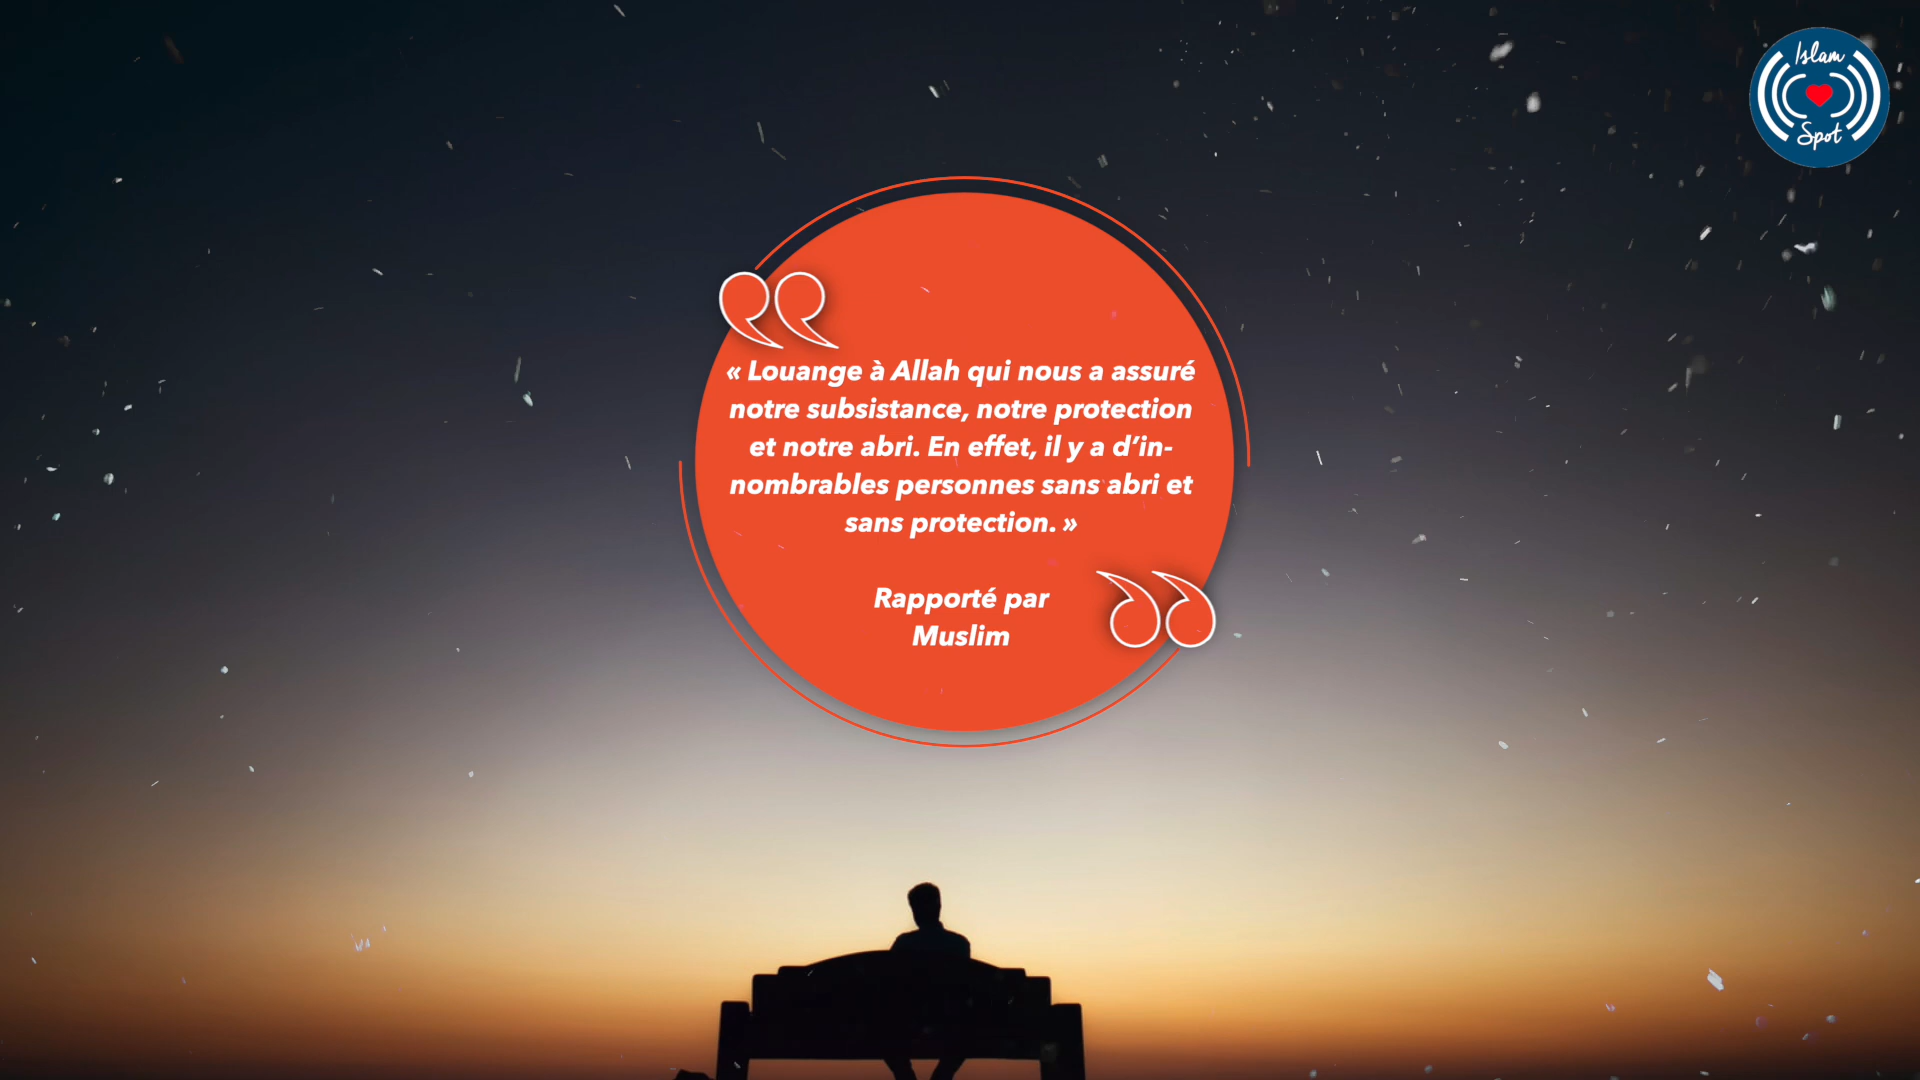 Islam
Spot
« Louange à Allah qui nous a assuré
notre subsistance, notre protection
et notre abri. En effet, il y a d’in-
nombrables personnes sans abri et
sans protection. »
Rapporté par
Muslim